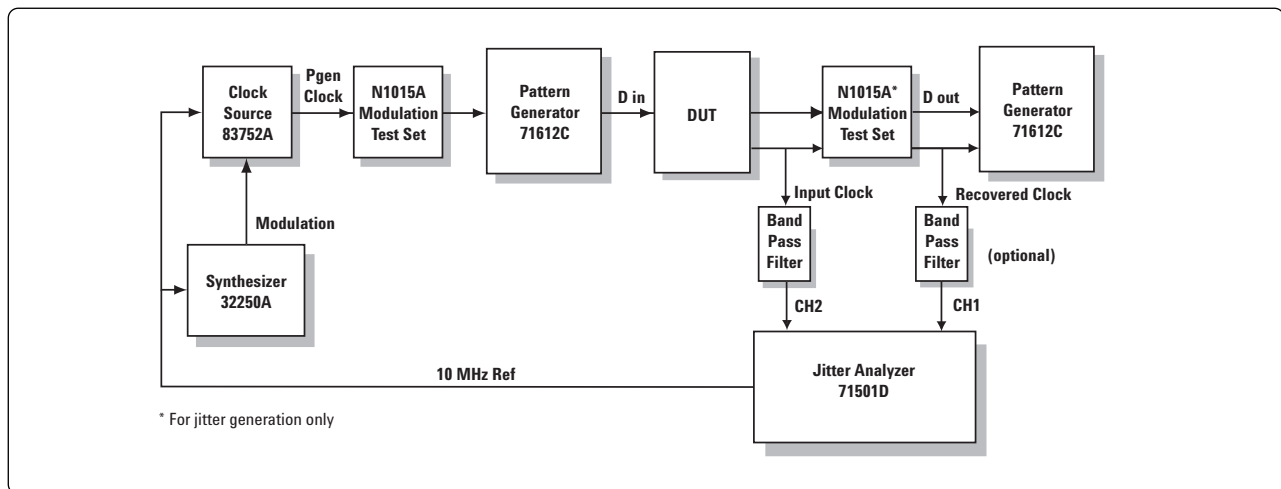 Clock
Source
83752A
Pgen
Clock
N1015A
Modulation
Test Set
Pattern
Generator
71612C
D in
DUT
N1015A*
Modulation
Test Set
D out
Pattern
Generator
71612C
Modulation
Synthesizer
32250A
Input Clock
Recovered Clock
Band
Pass
Filter
Band
Pass
Filter
(optional)
CH2
CH1
10 MHz Ref
Jitter Analyzer
71501D
* For jitter generation only